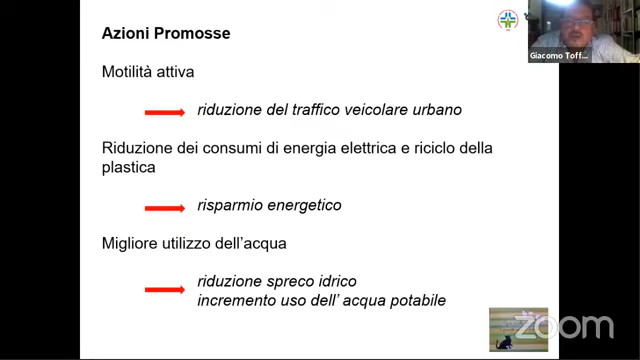 Azioni Promosse
Giacomo Toff...
Motilità attiva
riduzione del traffico veicolare urbano
Riduzione dei consumi di energia elettrica e riciclo della
plastica
risparmio energetico
Migliore utilizzo dell'acqua
riduzione spreco idrico
incremento uso dell' acqua potabile
zoom